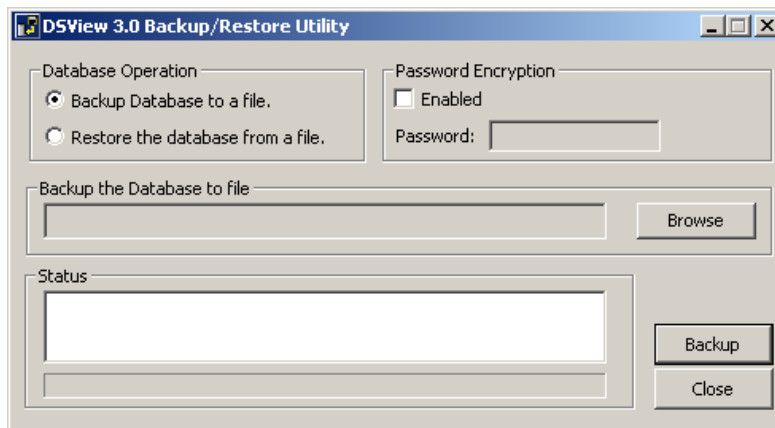 DSView 3.0 Backup/Restore Utility
Database Operation
Backup Database to a file.
Restore the database from a file.
Password Encryption
Enabled
Password:
Backup the Database to file
Browse
Status
Backup
Close